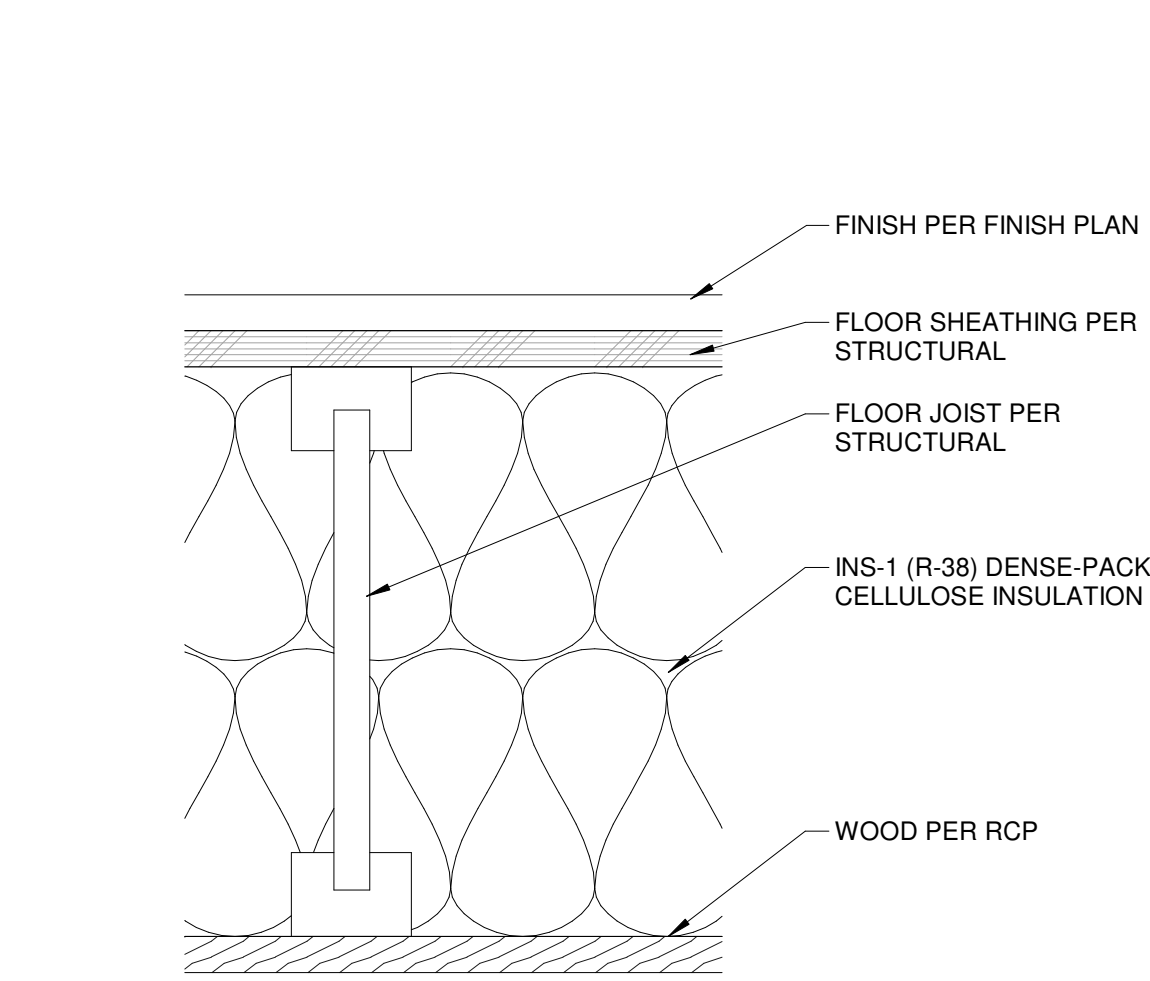 FINISH PER FINISH PLAN
FLOOR SHEATHING PER
STRUCTURAL
FLOOR JOIST PER
STRUCTURAL
INS-1 (R-38) DENSE-PACK
CELLULOSE INSULATION
WOOD PER RCP